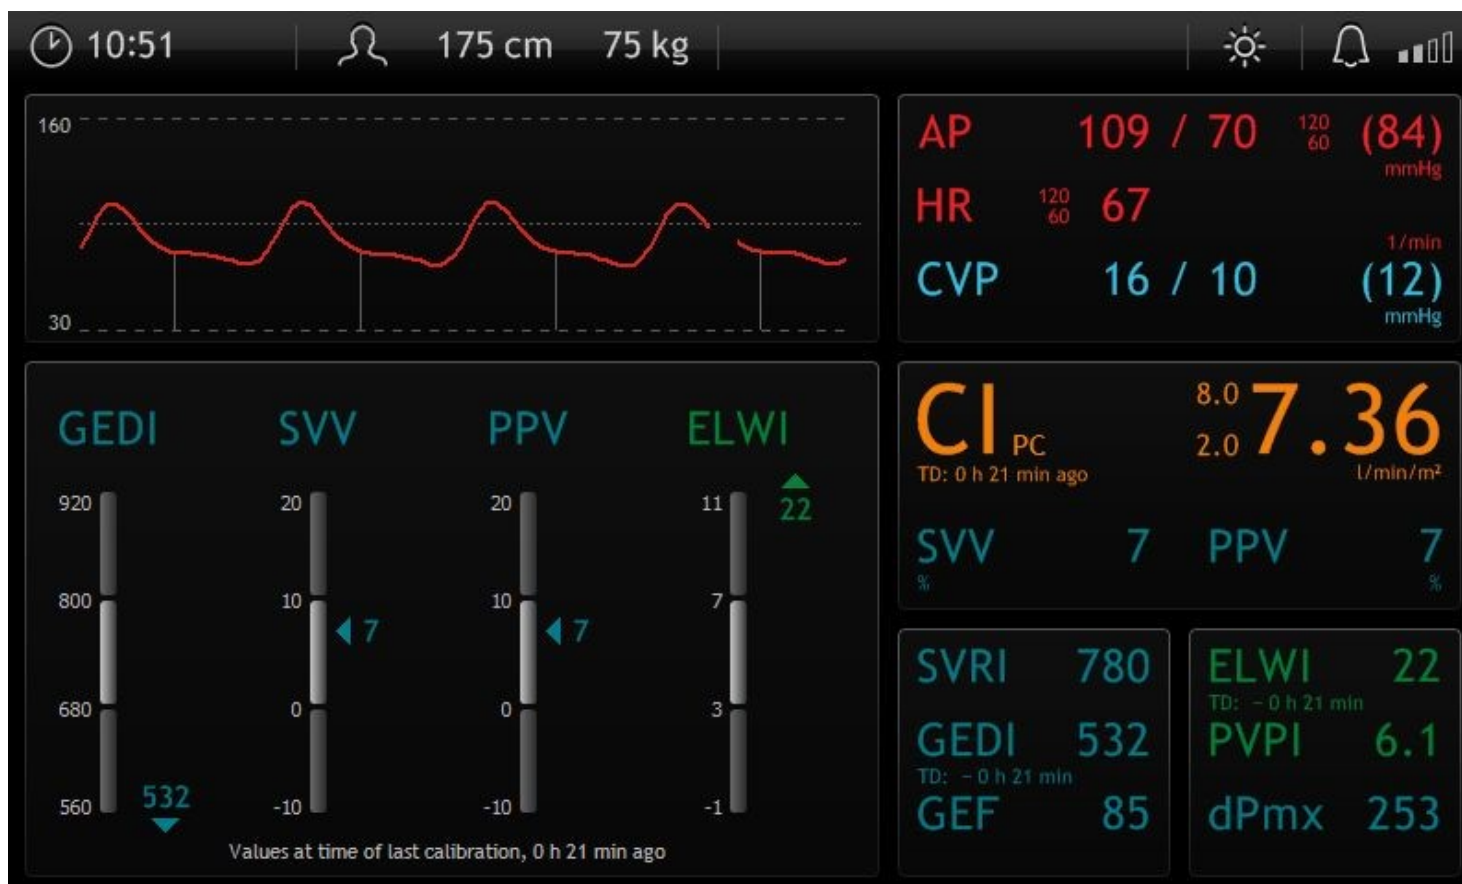 10:51 175 cm 75 kg
160
30
AP 109 / 70 120 60 (84)
mmHg
HR 120 60 67
1/min
CVP 16 / 10 (12)
mmHg
GEDI SVV PPV ELWI
920 20 20 11 22
800 10 10 7
7 7
680 0 0 3
560 532 -10 -10 -1
Values at time of last calibration, 0 h 21 min ago
CI PC 8.0 2.0 7.36
TD: 0 h 21 min ago l/min/m²
SVV 7 PPV 7
% %
SVRI 780
GEDI 532
TD: - 0 h 21 min
GEF 85
ELWI 22
TD: - 0 h 21 min
PVPI 6.1
dPmx 253